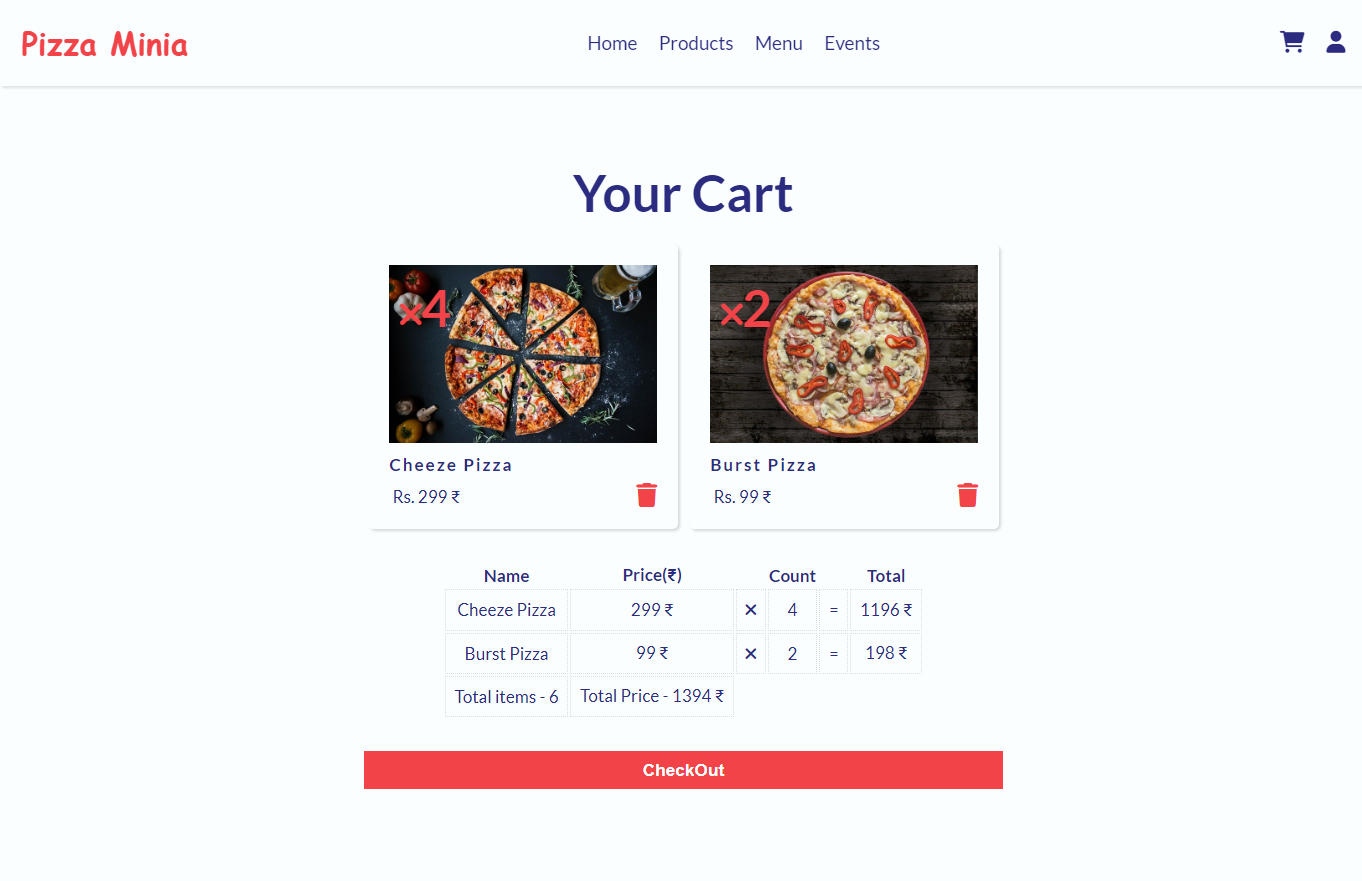 Pizza Minia
Home Products Menu Events
Your Cart
×4
×2
Cheeze Pizza
Rs. 299 ₹
Burst Pizza
Rs. 99 ₹
Name Price(₹) Count Total
Cheeze Pizza 299 ₹ × 4 = 1196 ₹
Burst Pizza 99 ₹ × 2 = 198 ₹
Total items - 6 Total Price - 1394 ₹
CheckOut